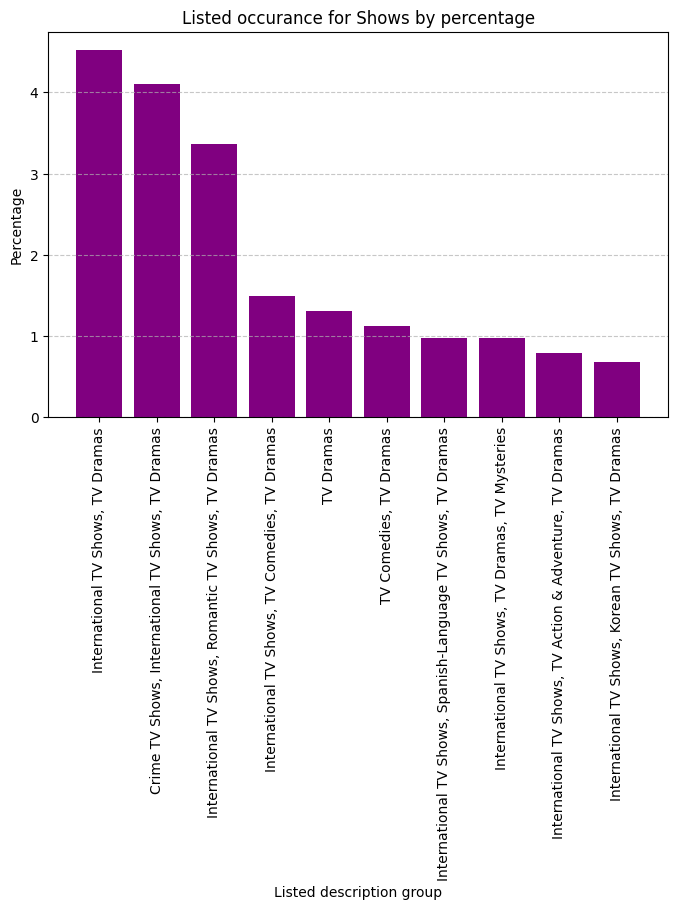 Listed occurance for Shows by percentage
Percentage
4
3
2
1
0
International TV Shows, TV Dramas
Crime TV Shows, International TV Shows, TV Dramas
International TV Shows, Romantic TV Shows, TV Dramas
International TV Shows, TV Comedies, TV Dramas
TV Dramas
TV Comedies, TV Dramas
International TV Shows, Spanish-Language TV Shows, TV Dramas
International TV Shows, TV Dramas, TV Mysteries
International TV Shows, TV Action & Adventure, TV Dramas
International TV Shows, Korean TV Shows, TV Dramas
Listed description group